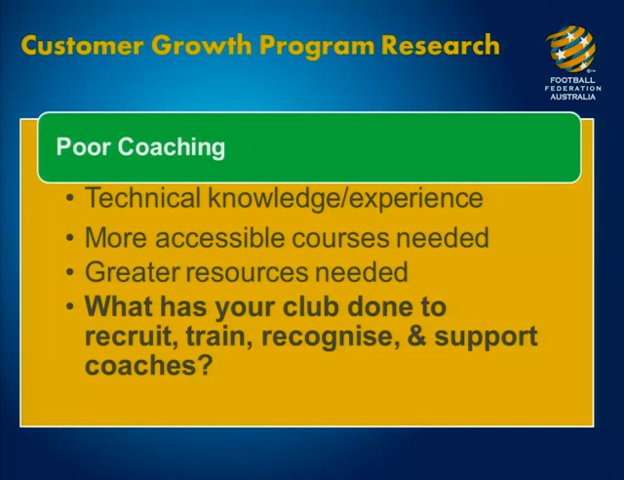 Customer Growth Program Research
FOOTBALL
FEDERATION
AUSTRALIA
Poor Coaching
• Technical knowledge/experience
• More accessible courses needed
• Greater resources needed
• What has your club done to
recruit, train, recognise, & support
coaches?